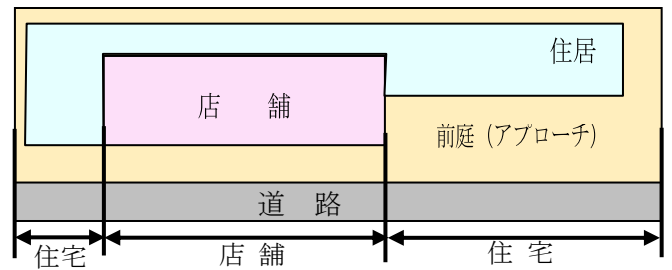 住居
店　　舗
前庭（アプローチ）
道　路
住宅
店 舗
住 宅